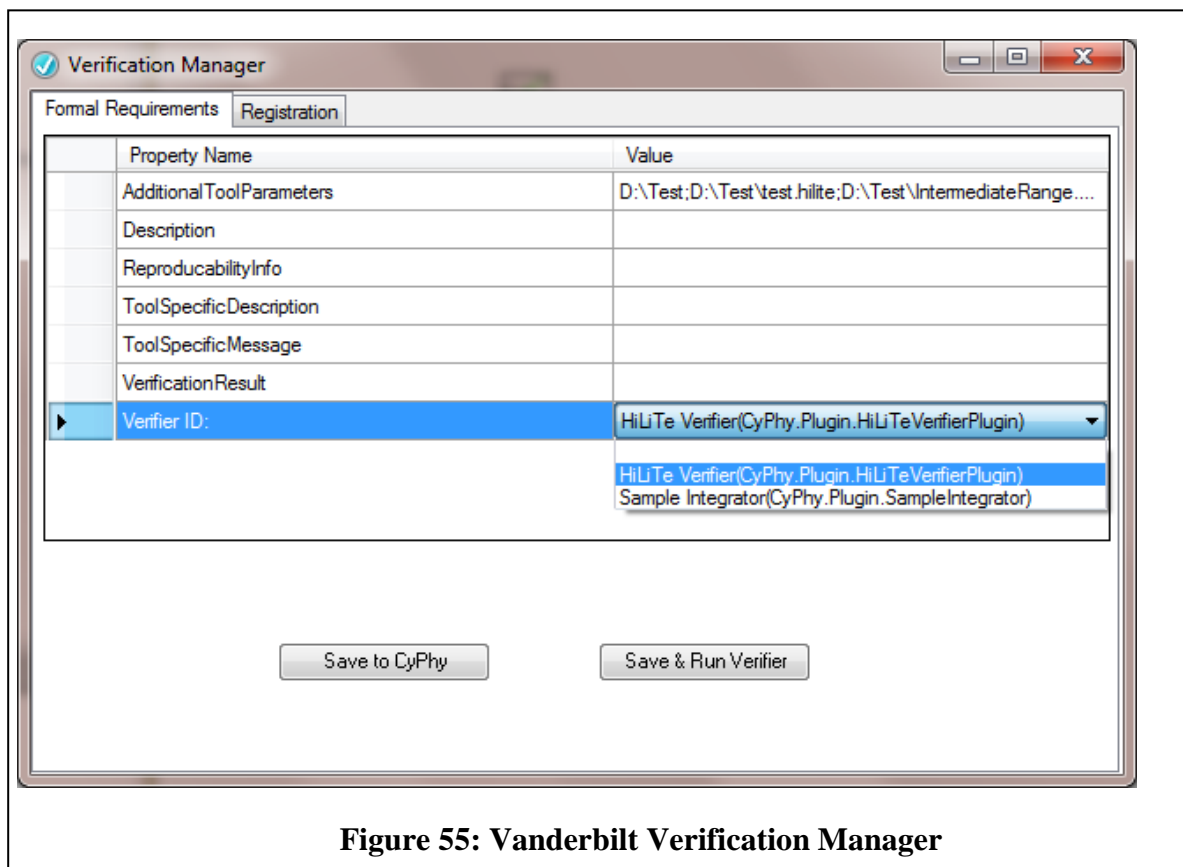 Verification Manager
Formal Requirements Registration
Property Name Value
AdditionalToolParameters D:\Test;D:\Test\test.hilite;D:\Test\IntermediateRange....
Description
ReproducabilityInfo
ToolSpecificDescription
ToolSpecificMessage
VerificationResult
Verifier ID: HiLiTe Verifier(CyPhy.Plugin.HiLiTeVerifierPlugin)
HiLiTe Verifier(CyPhy.Plugin.HiLiTeVerifierPlugin)
Sample Integrator(CyPhy.Plugin.SampleIntegrator)
Save to CyPhy Save & Run Verifier
Figure 55: Vanderbilt Verification Manager